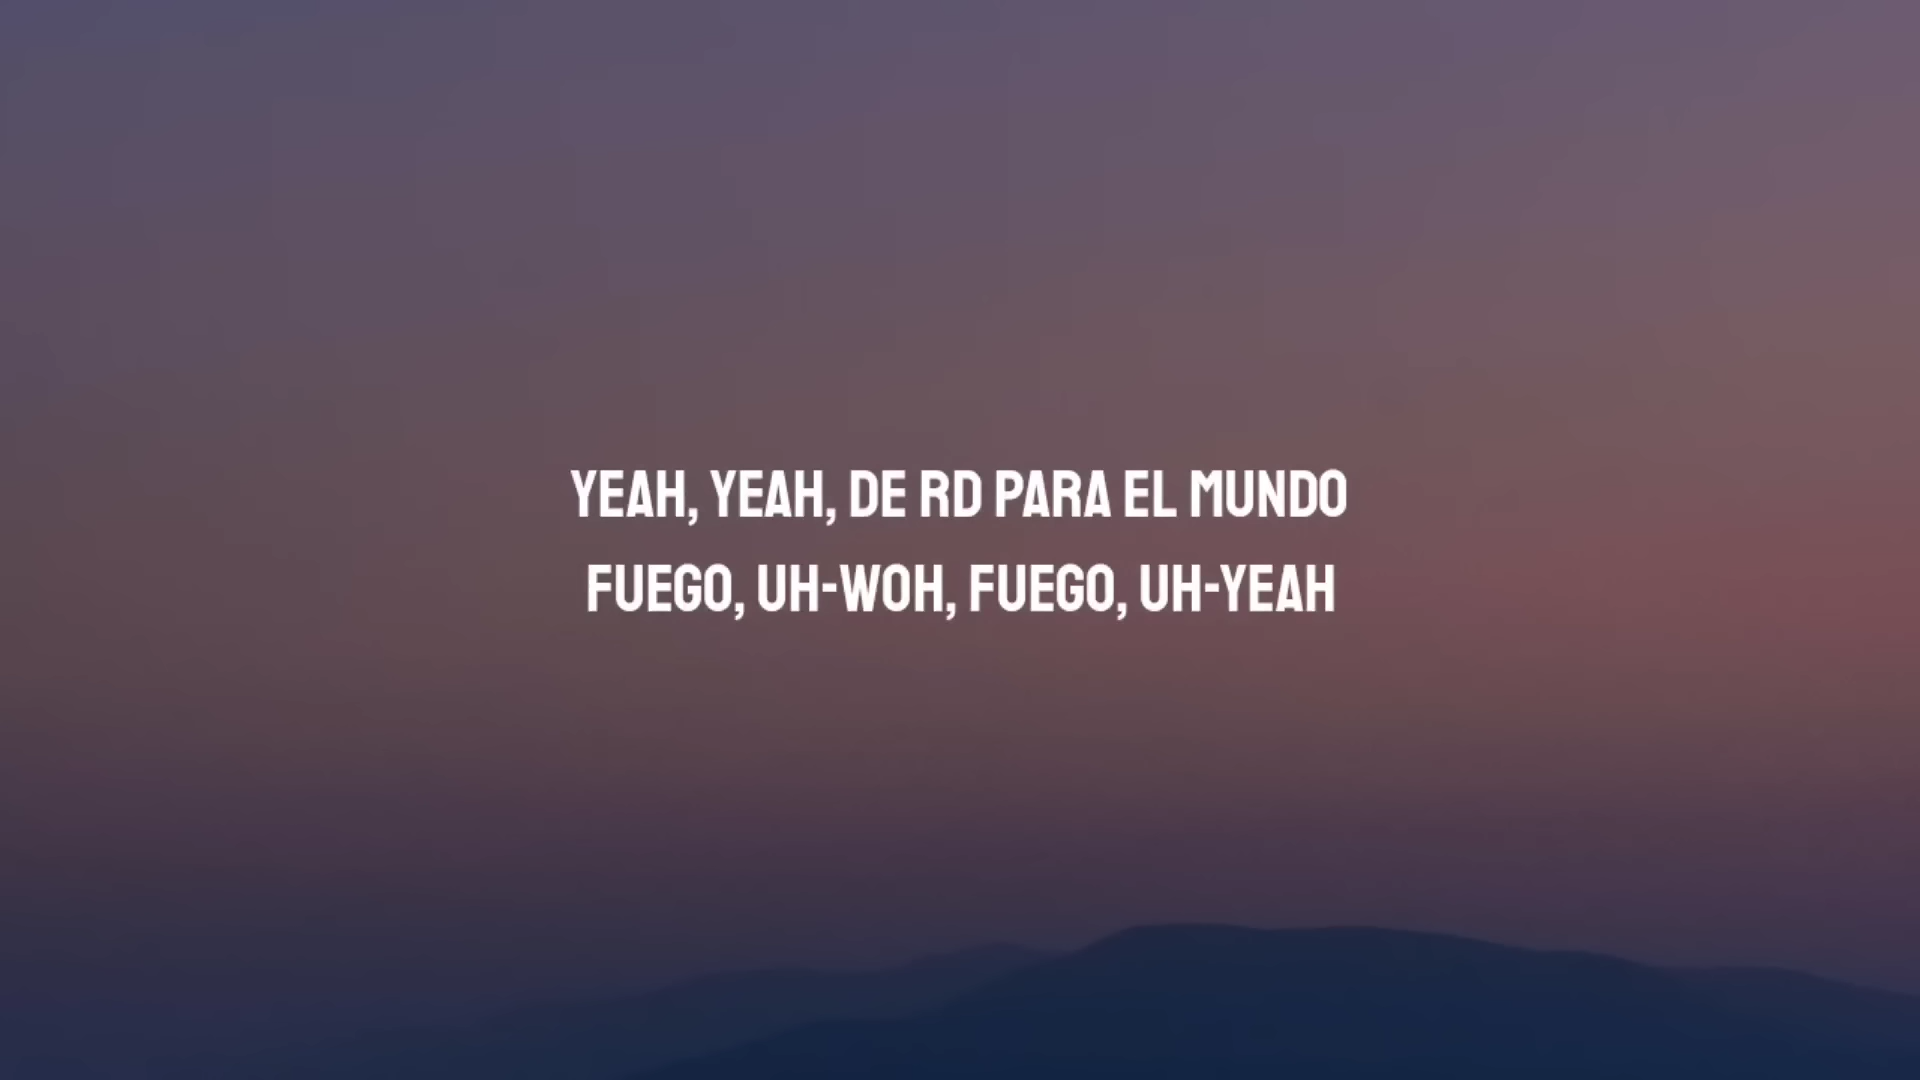 YEAH, YEAH, DE RD PARA EL MUNDO
FUEGO, UH-WOH, FUEGO, UH-YEAH